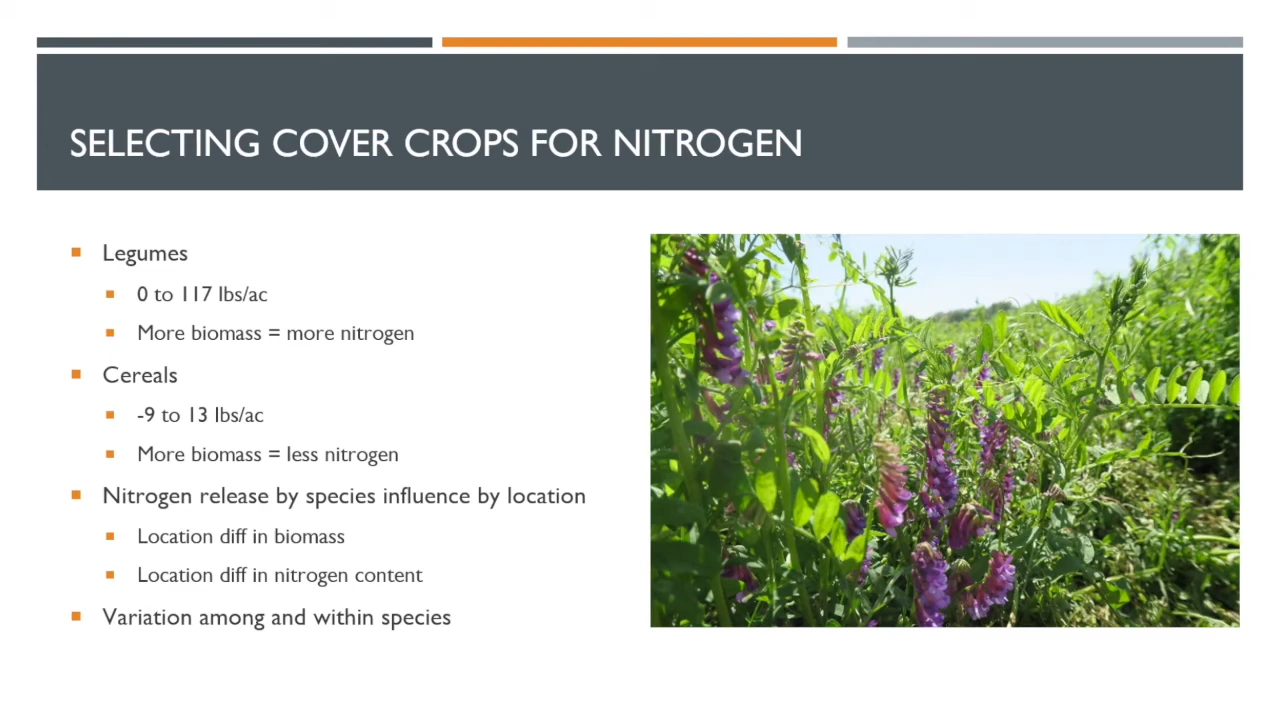 SELECTING COVER CROPS FOR NITROGEN
Legumes
0 to 117 lbs/ac
More biomass = more nitrogen
Cereals
-9 to 13 lbs/ac
More biomass = less nitrogen
Nitrogen release by species influence by location
Location diff in biomass
Location diff in nitrogen content
Variation among and within species